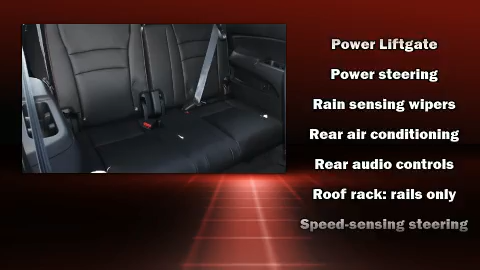 Power Liftgate
Power steering
Rain sensing wipers
Rear air conditioning
Rear audio controls
Roof rack: rails only
Speed-sensing steering